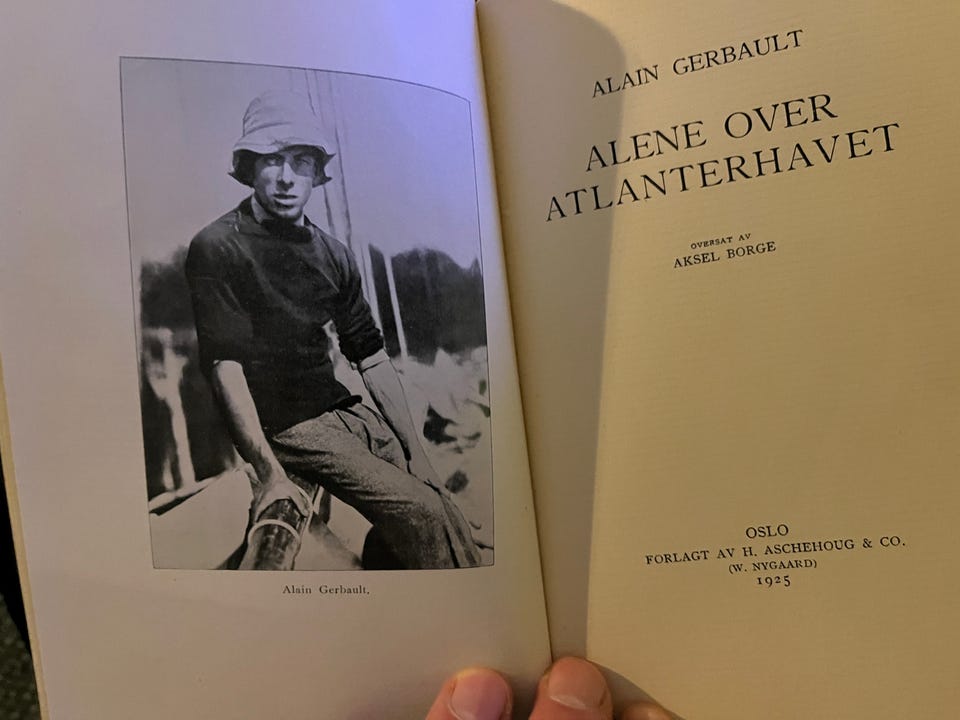 Alain Gerbault.
ALAIN GERBAULT
ALENE OVER
ATLANTERHAVET
OVERSAT AV
AKSEL BORGE
OSLO
FORLAGT AV H. ASCHEHOUG & CO.
(W. NYGAARD)
1925